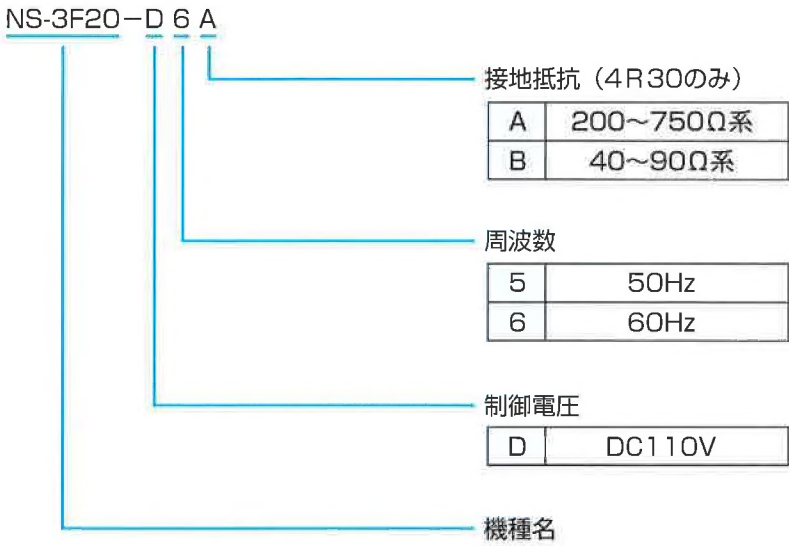 NS-3F20-D 6 A
接地抵抗（4R30のみ）
A 200～750Ω系
B 40～90Ω系
周波数
5 50Hz
6 60Hz
制御電圧
D DC110V
機種名